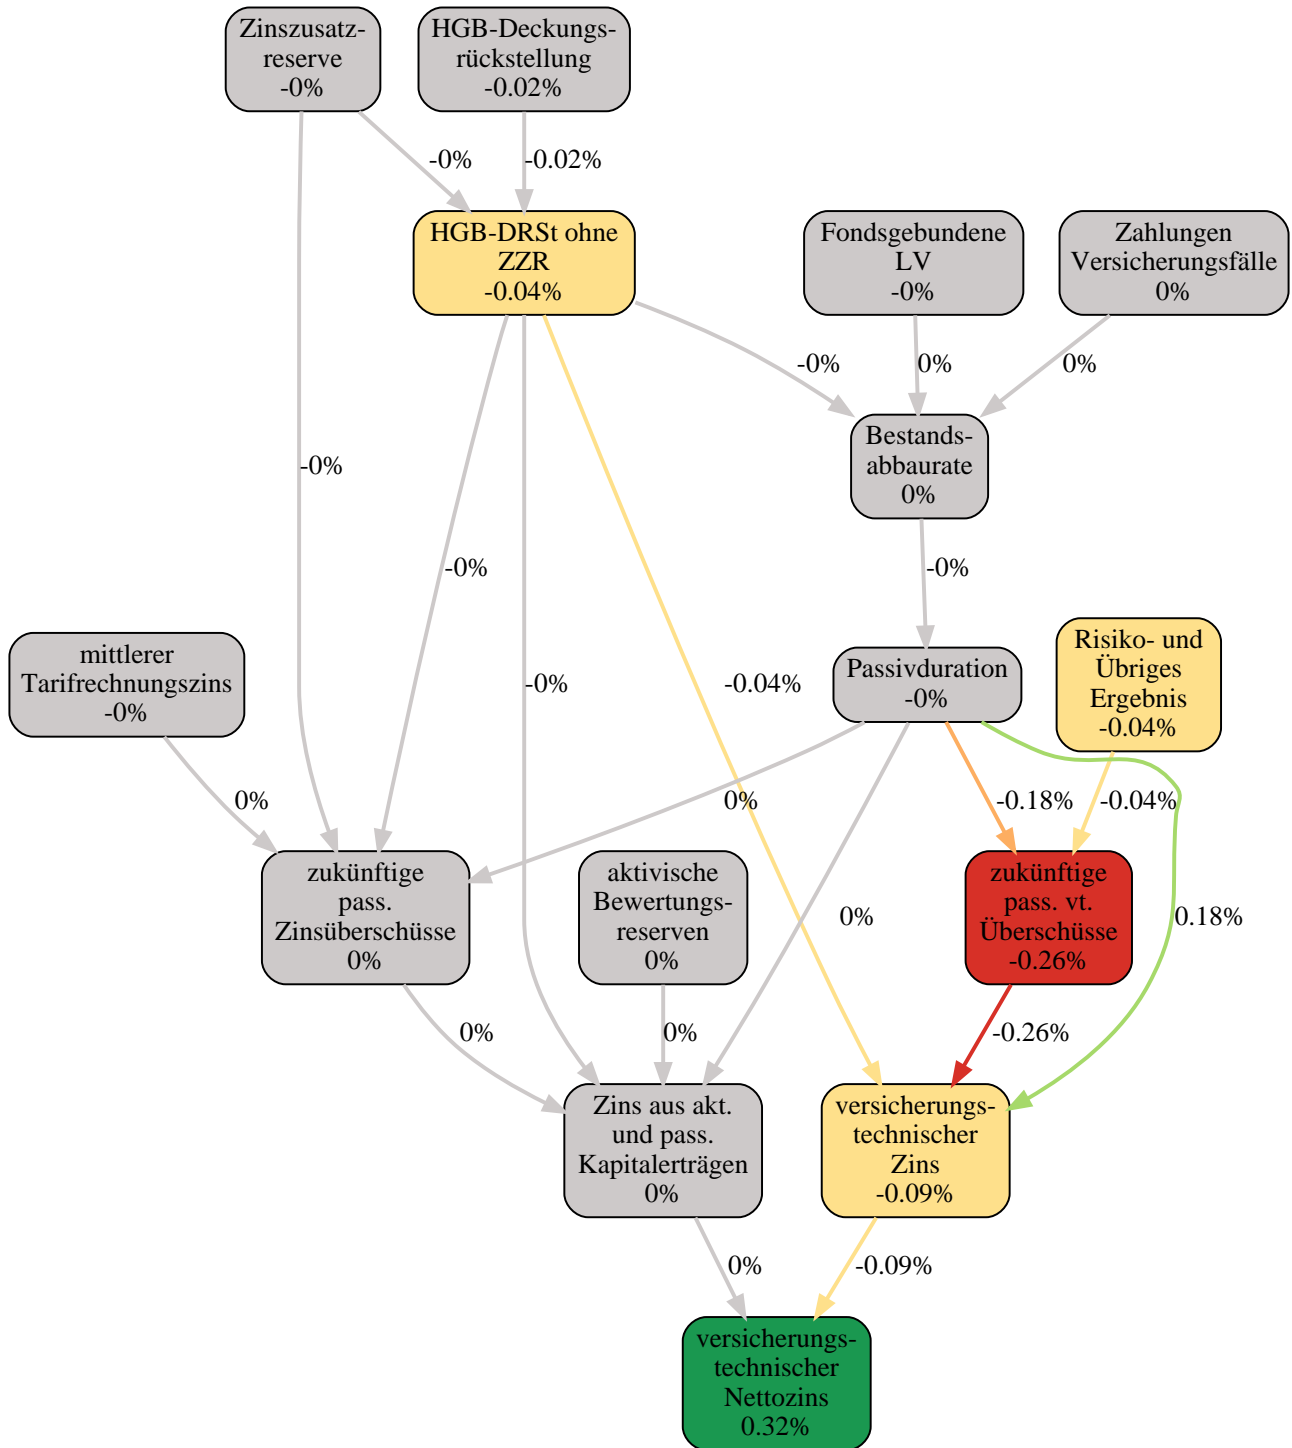 Zinszusatz-
reserve
-0%
HGB-Deckungs-
rückstellung
-0.02%
-0%
-0.02%
HGB-DRSt ohne
ZZR
-0.04%
Fondsgebundene
LV
-0%
Zahlungen
Versicherungsfälle
0%
-0%
0%
0%
Bestands-
abbaurate
0%
-0%
-0%
-0%
mittlerer
Tarifrechnungszins
-0%
-0%
-0.04%
Passivduration
-0%
Risiko- und
Übriges
Ergebnis
-0.04%
0%
0%
-0.18%
-0.04%
zukünftige
pass.
Zinsüberschüsse
0%
aktivische
Bewertungs-
reserven
0%
0%
zukünftige
pass. vt.
Überschüsse
-0.26%
0.18%
0%
0%
-0.26%
Zins aus akt.
und pass.
Kapitalerträgen
0%
versicherungs-
technischer
Zins
-0.09%
0%
-0.09%
versicherungs-
technischer
Nettozins
0.32%